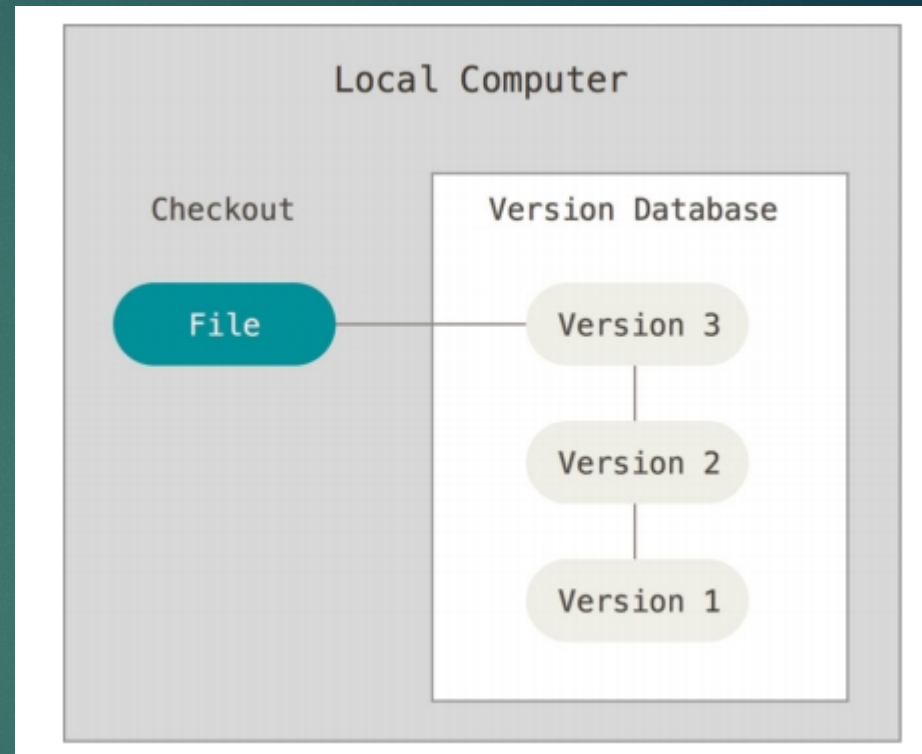 Local Computer
Checkout
Version Database
File
Version 3
Version 2
Version 1